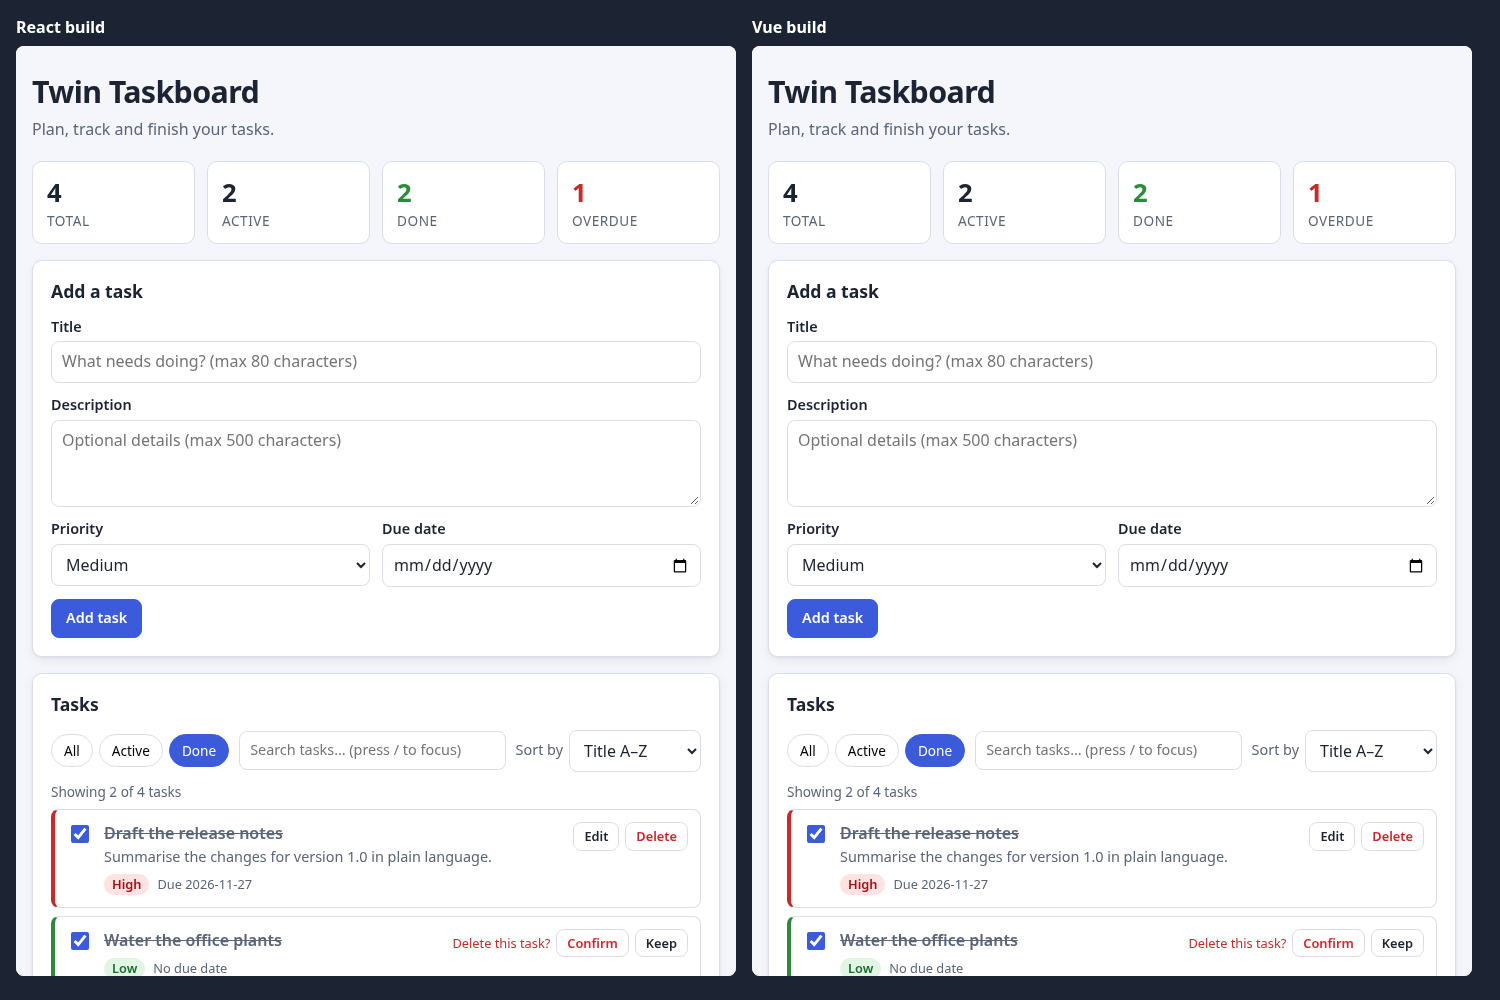 React build
Twin Taskboard
Plan, track and finish your tasks.
4 2 2 1
TOTAL ACTIVE DONE OVERDUE
Add a task
Title
What needs doing? (max 80 characters)
Description
Optional details (max 500 characters)
Priority Due date
Medium mm/dd/yyyy
Add task
Tasks
All Active Done Search tasks... (press / to focus) Sort by Title A–Z
Showing 2 of 4 tasks
Draft the release notes Edit Delete
Summarise the changes for version 1.0 in plain language.
High Due 2026-11-27
Water the office plants Delete this task? Confirm Keep
Low No due date
Vue build
Twin Taskboard
Plan, track and finish your tasks.
4 2 2 1
TOTAL ACTIVE DONE OVERDUE
Add a task
Title
What needs doing? (max 80 characters)
Description
Optional details (max 500 characters)
Priority Due date
Medium mm/dd/yyyy
Add task
Tasks
All Active Done Search tasks... (press / to focus) Sort by Title A–Z
Showing 2 of 4 tasks
Draft the release notes Edit Delete
Summarise the changes for version 1.0 in plain language.
High Due 2026-11-27
Water the office plants Delete this task? Confirm Keep
Low No due date